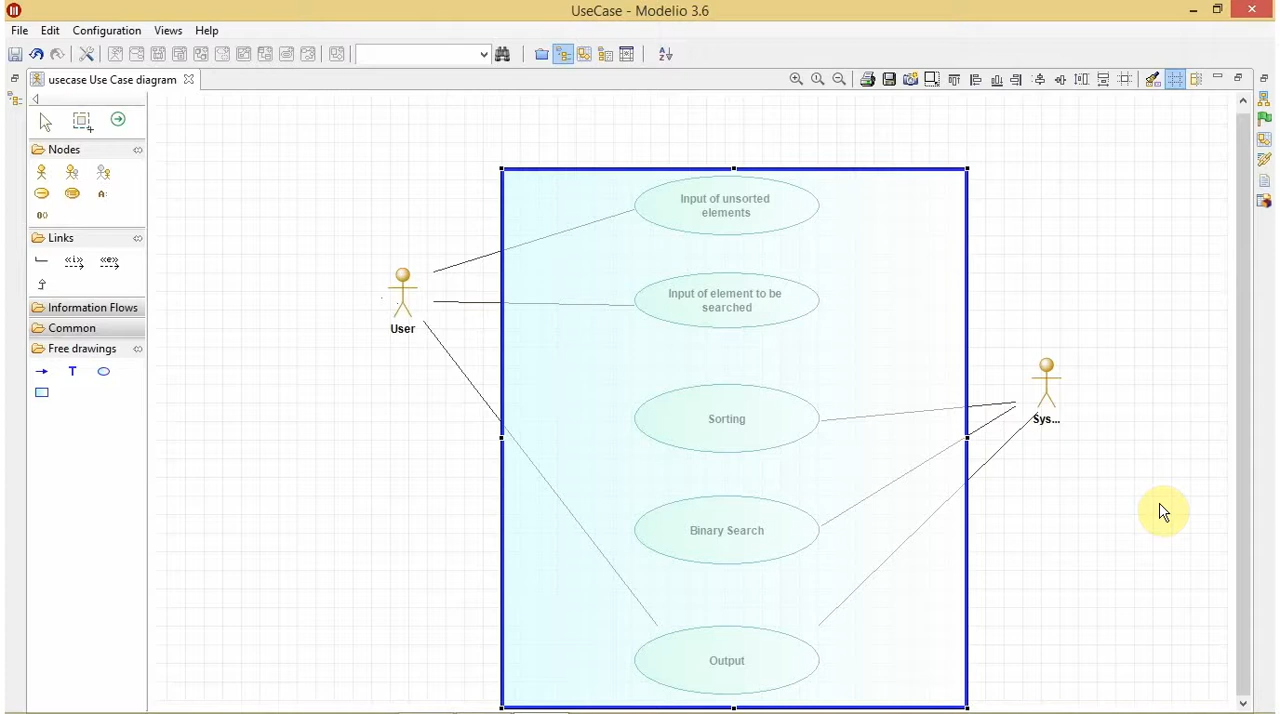 UseCase - Modelio 3.6
File Edit Configuration Views Help
usecase Use Case diagram
Nodes
Links
Information Flows
Common
Free drawings
T
Input of unsorted
elements
Input of element to be
searched
User
Sorting
Sys...
Binary Search
Output